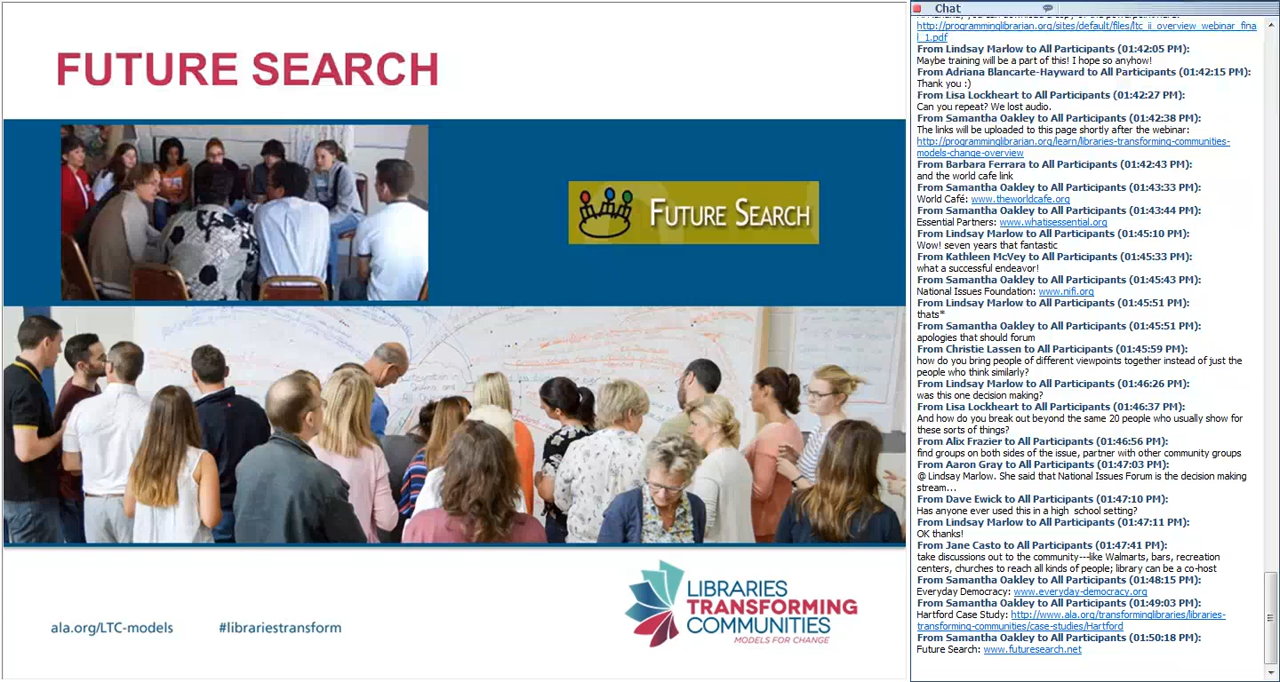 FUTURE SEARCH
FUTURE SEARCH
LIBRARIES
TRANSFORMING
COMMUNITIES
MODELS FOR CHANGE
ala.org/LTC-models
#librariestransform
Chat
http://programminglibrarian.org/sites/default/files/ltc_ii_overview_webinar_fina
l_1.pdf
From Lindsay Marlow to All Participants (01:42:05 PM):
Maybe training will be a part of this! I hope so anyhow!
From Adriana Blancarte-Hayward to All Participants (01:42:15 PM):
Thank you :)
From Lisa Lockheart to All Participants (01:42:27 PM):
Can you repeat? We lost audio.
From Samantha Oakley to All Participants (01:42:38 PM):
The links will be uploaded to this page shortly after the webinar:
http://programminglibrarian.org/learn/libraries-transforming-communities-
models-change-overview
From Barbara Ferrara to All Participants (01:42:43 PM):
and the world cafe link
From Samantha Oakley to All Participants (01:43:33 PM):
World Café: www.theworldcafe.org
From Samantha Oakley to All Participants (01:43:44 PM):
Essential Partners: www.whatisessential.org
From Lindsay Marlow to All Participants (01:45:10 PM):
Wow! seven years that fantastic
From Kathleen McVey to All Participants (01:45:33 PM):
what a successful endeavor!
From Samantha Oakley to All Participants (01:45:43 PM):
National Issues Foundation: www.nifi.org
From Lindsay Marlow to All Participants (01:45:51 PM):
thats*
From Samantha Oakley to All Participants (01:45:51 PM):
apologies that should forum
From Christie Lassen to All Participants (01:45:59 PM):
how do you bring people of different viewpoints together instead of just the
people who think similarly?
From Lindsay Marlow to All Participants (01:46:26 PM):
was this one decision making?
From Lisa Lockheart to All Participants (01:46:37 PM):
And how do you break out beyond the same 20 people who usually show for
these sorts of things?
From Alix Frazier to All Participants (01:46:56 PM):
find groups on both sides of the issue, partner with other community groups
From Aaron Gray to All Participants (01:47:03 PM):
@ Lindsay Marlow. She said that National Issues Forum is the decision making
stream...
From Dave Ewick to All Participants (01:47:10 PM):
Has anyone ever used this in a high school setting?
From Lindsay Marlow to All Participants (01:47:11 PM):
OK thanks!
From Jane Casto to All Participants (01:47:41 PM):
take discussions out to the community---like Walmarts, bars, recreation
centers, churches to reach all kinds of people; library can be a co-host
From Samantha Oakley to All Participants (01:48:15 PM):
Everyday Democracy: www.everyday-democracy.org
From Samantha Oakley to All Participants (01:49:03 PM):
Hartford Case Study: http://www.ala.org/transforminglibraries/libraries-
transforming-communities/case-studies/Hartford
From Samantha Oakley to All Participants (01:50:18 PM):
Future Search: www.futuresearch.net